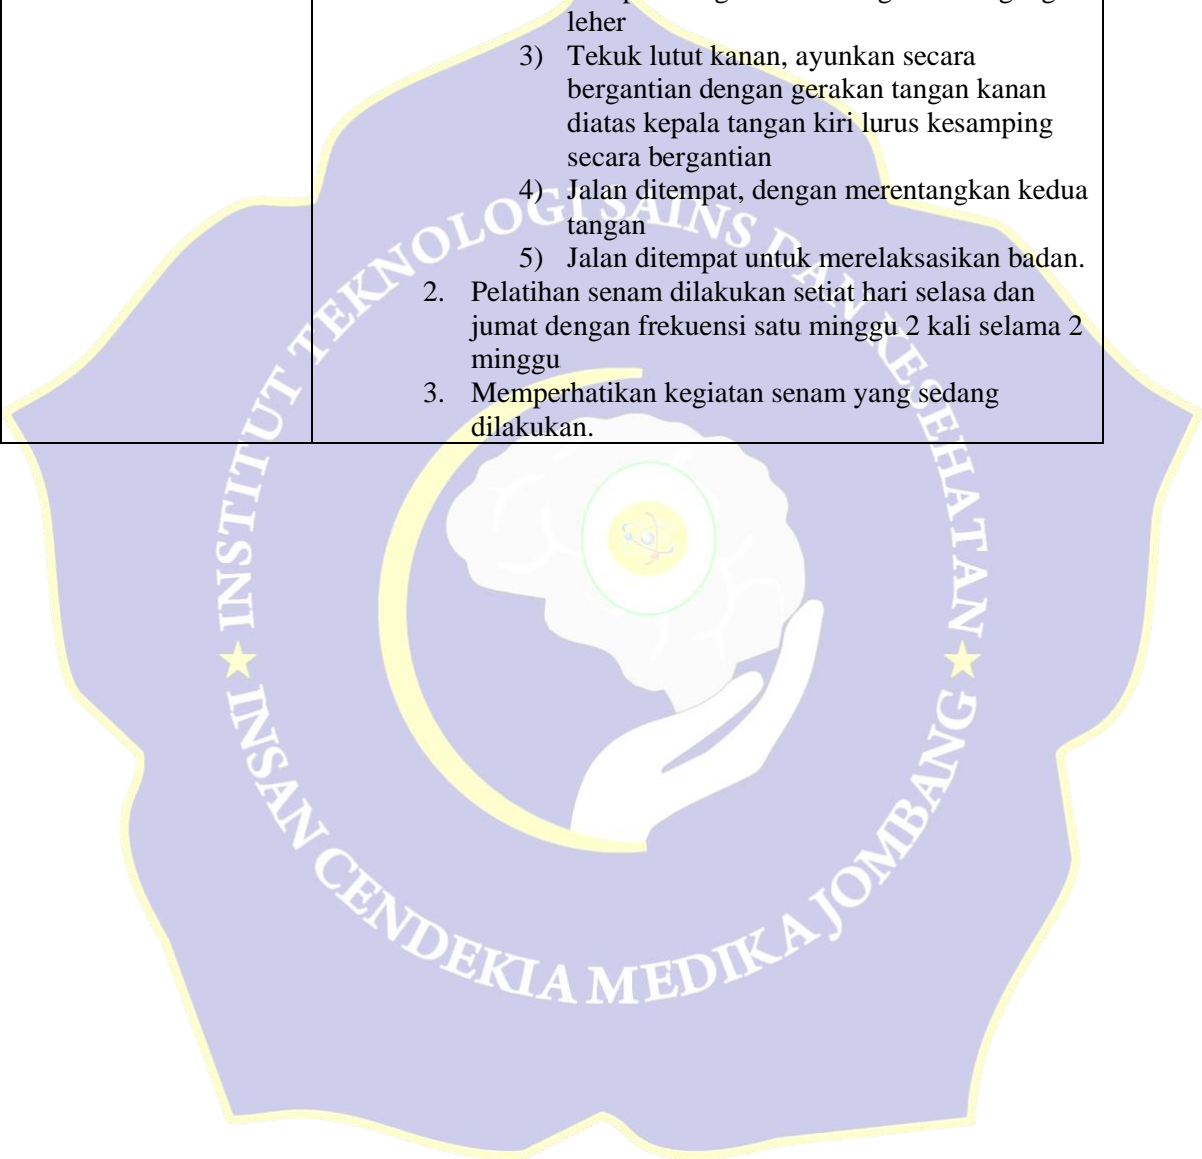 leher
3) Tekuk lutut kanan, ayunkan secara
bergantian dengan gerakan tangan kanan
diatas kepala tangan kiri lurus kesamping
secara bergantian
4) Jalan ditempat, dengan merentangkan kedua
tangan
5) Jalan ditempat untuk merelaksasikan badan.
2. Pelatihan senam dilakukan setiat hari selasa dan
jumat dengan frekuensi satu minggu 2 kali selama 2
minggu
3. Memperhatikan kegiatan senam yang sedang
dilakukan.
INSTITUT TEKNOLOGI SAINS DAN KESEHATAN
INSAN CENDEKIA MEDIKA JOMBANG